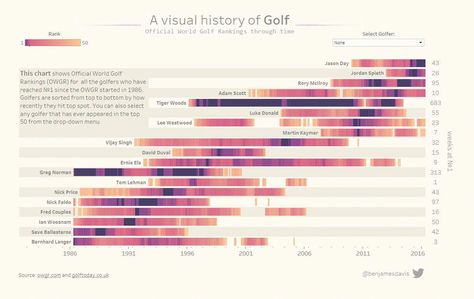 A visual history of Golf
Official World Golf Rankings through time
Rank
1 50
Select Golfer:
None
This chart shows Official World Golf
Rankings (OWGR) for all the golfers who have
reached NR1 since the OWGR started in 1986.
Golfers are sorted from top to bottom by how
recently they hit top spot. You can also select
any golfer that has ever appeared in the top
50 from the drop-down menu.
Jason Day 43
Jordan Spieth 26
Rory McIlroy 95
Adam Scott 10
Tiger Woods 683
Luke Donald 55
Lee Westwood 23
Martin Kaymer 7
Vijay Singh 32
David Duval 15
Ernie Els 9
Greg Norman 313
Tom Lehman 1
Nick Price 43
Nick Faldo 97
Fred Couples 16
Ian Woosnam 50
Seve Ballesteros 42
Bernhard Langer 3
weeks at Nr1
1986 1991 1996 2001 2006 2011 2016
Source: owgr.com and golftoday.co.uk
@benjamesdavis